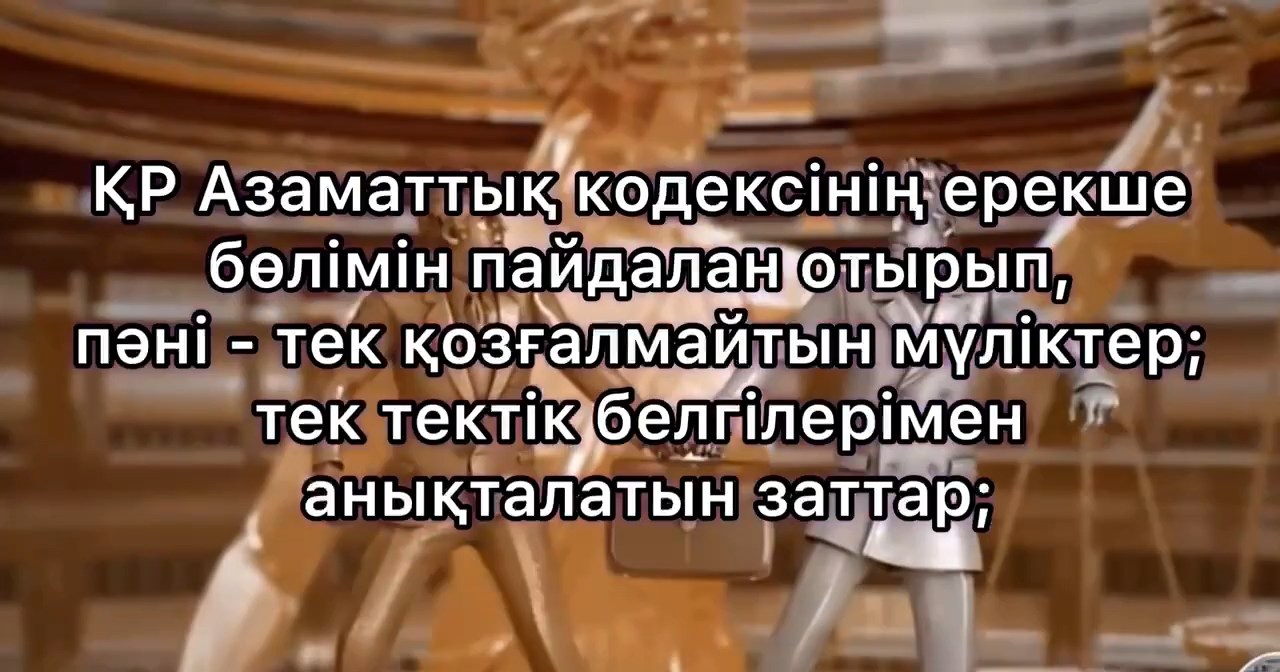 ҚР Азаматтық кодексінің ерекше
бөлімін пайдалан отырып,
пәні - тек қозғалмайтын мүліктер;
тек тектік белгілерімен
анықталатын заттар;